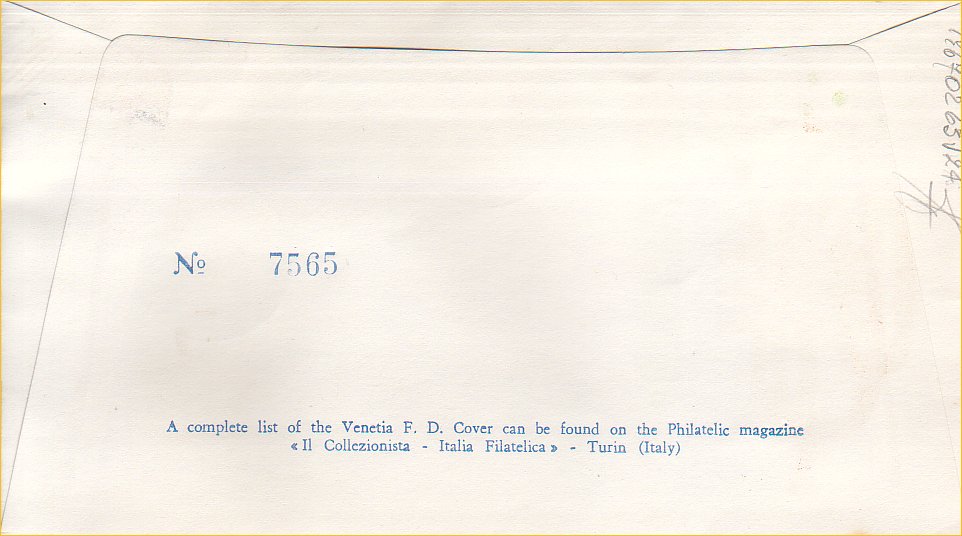 № 7565
A complete list of the Venetia F. D. Cover can be found on the Philatelic magazine
« Il Collezionista - Italia Filatelica » - Turin (Italy)